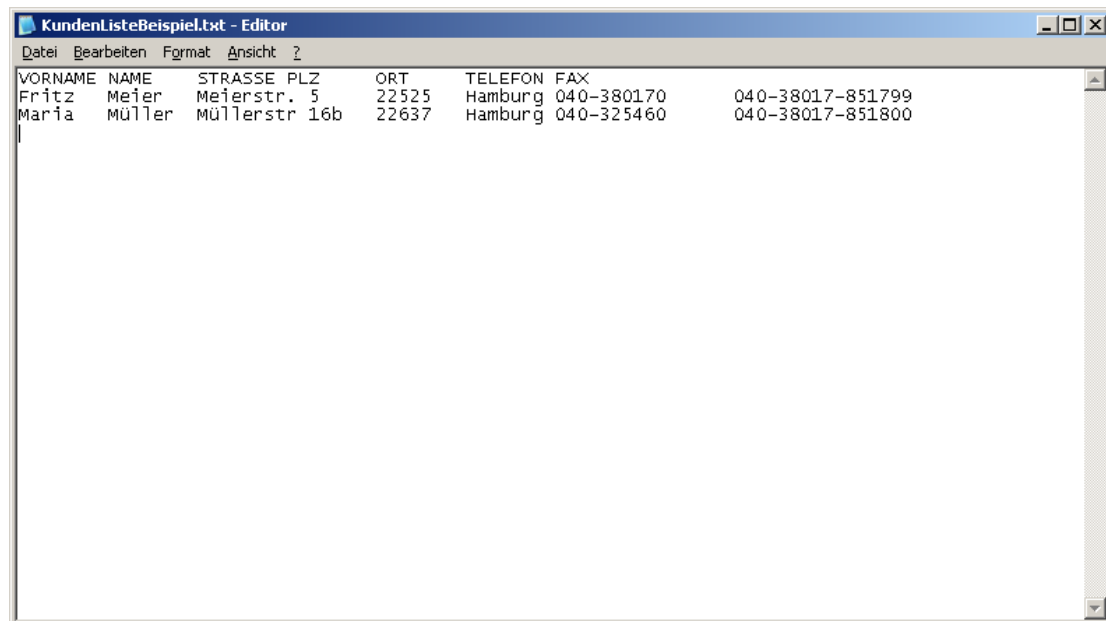 KundenListeBeispiel.txt - Editor
Datei Bearbeiten Format Ansicht ?
VORNAME NAME STRASSE PLZ ORT TELEFON FAX
Fritz Meier Meierstr. 5 22525 Hamburg 040-380170 040-38017-851799
Maria Müller Müllerstr 16b 22637 Hamburg 040-325460 040-38017-851800